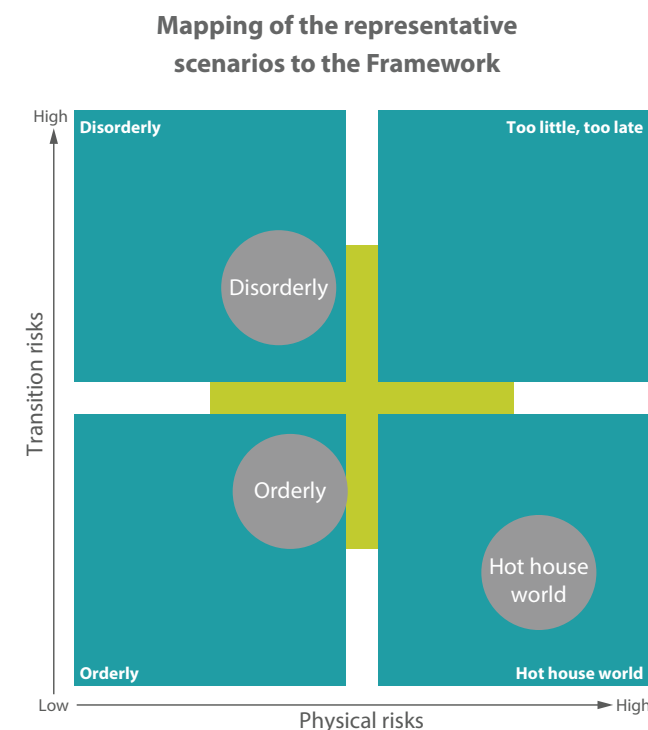 Mapping of the representative
scenarios to the Framework
High
Disorderly
Too little, too late
Disorderly
Transition risks
Orderly
Hot house
world
Orderly
Hot house world
Low
High
Physical risks